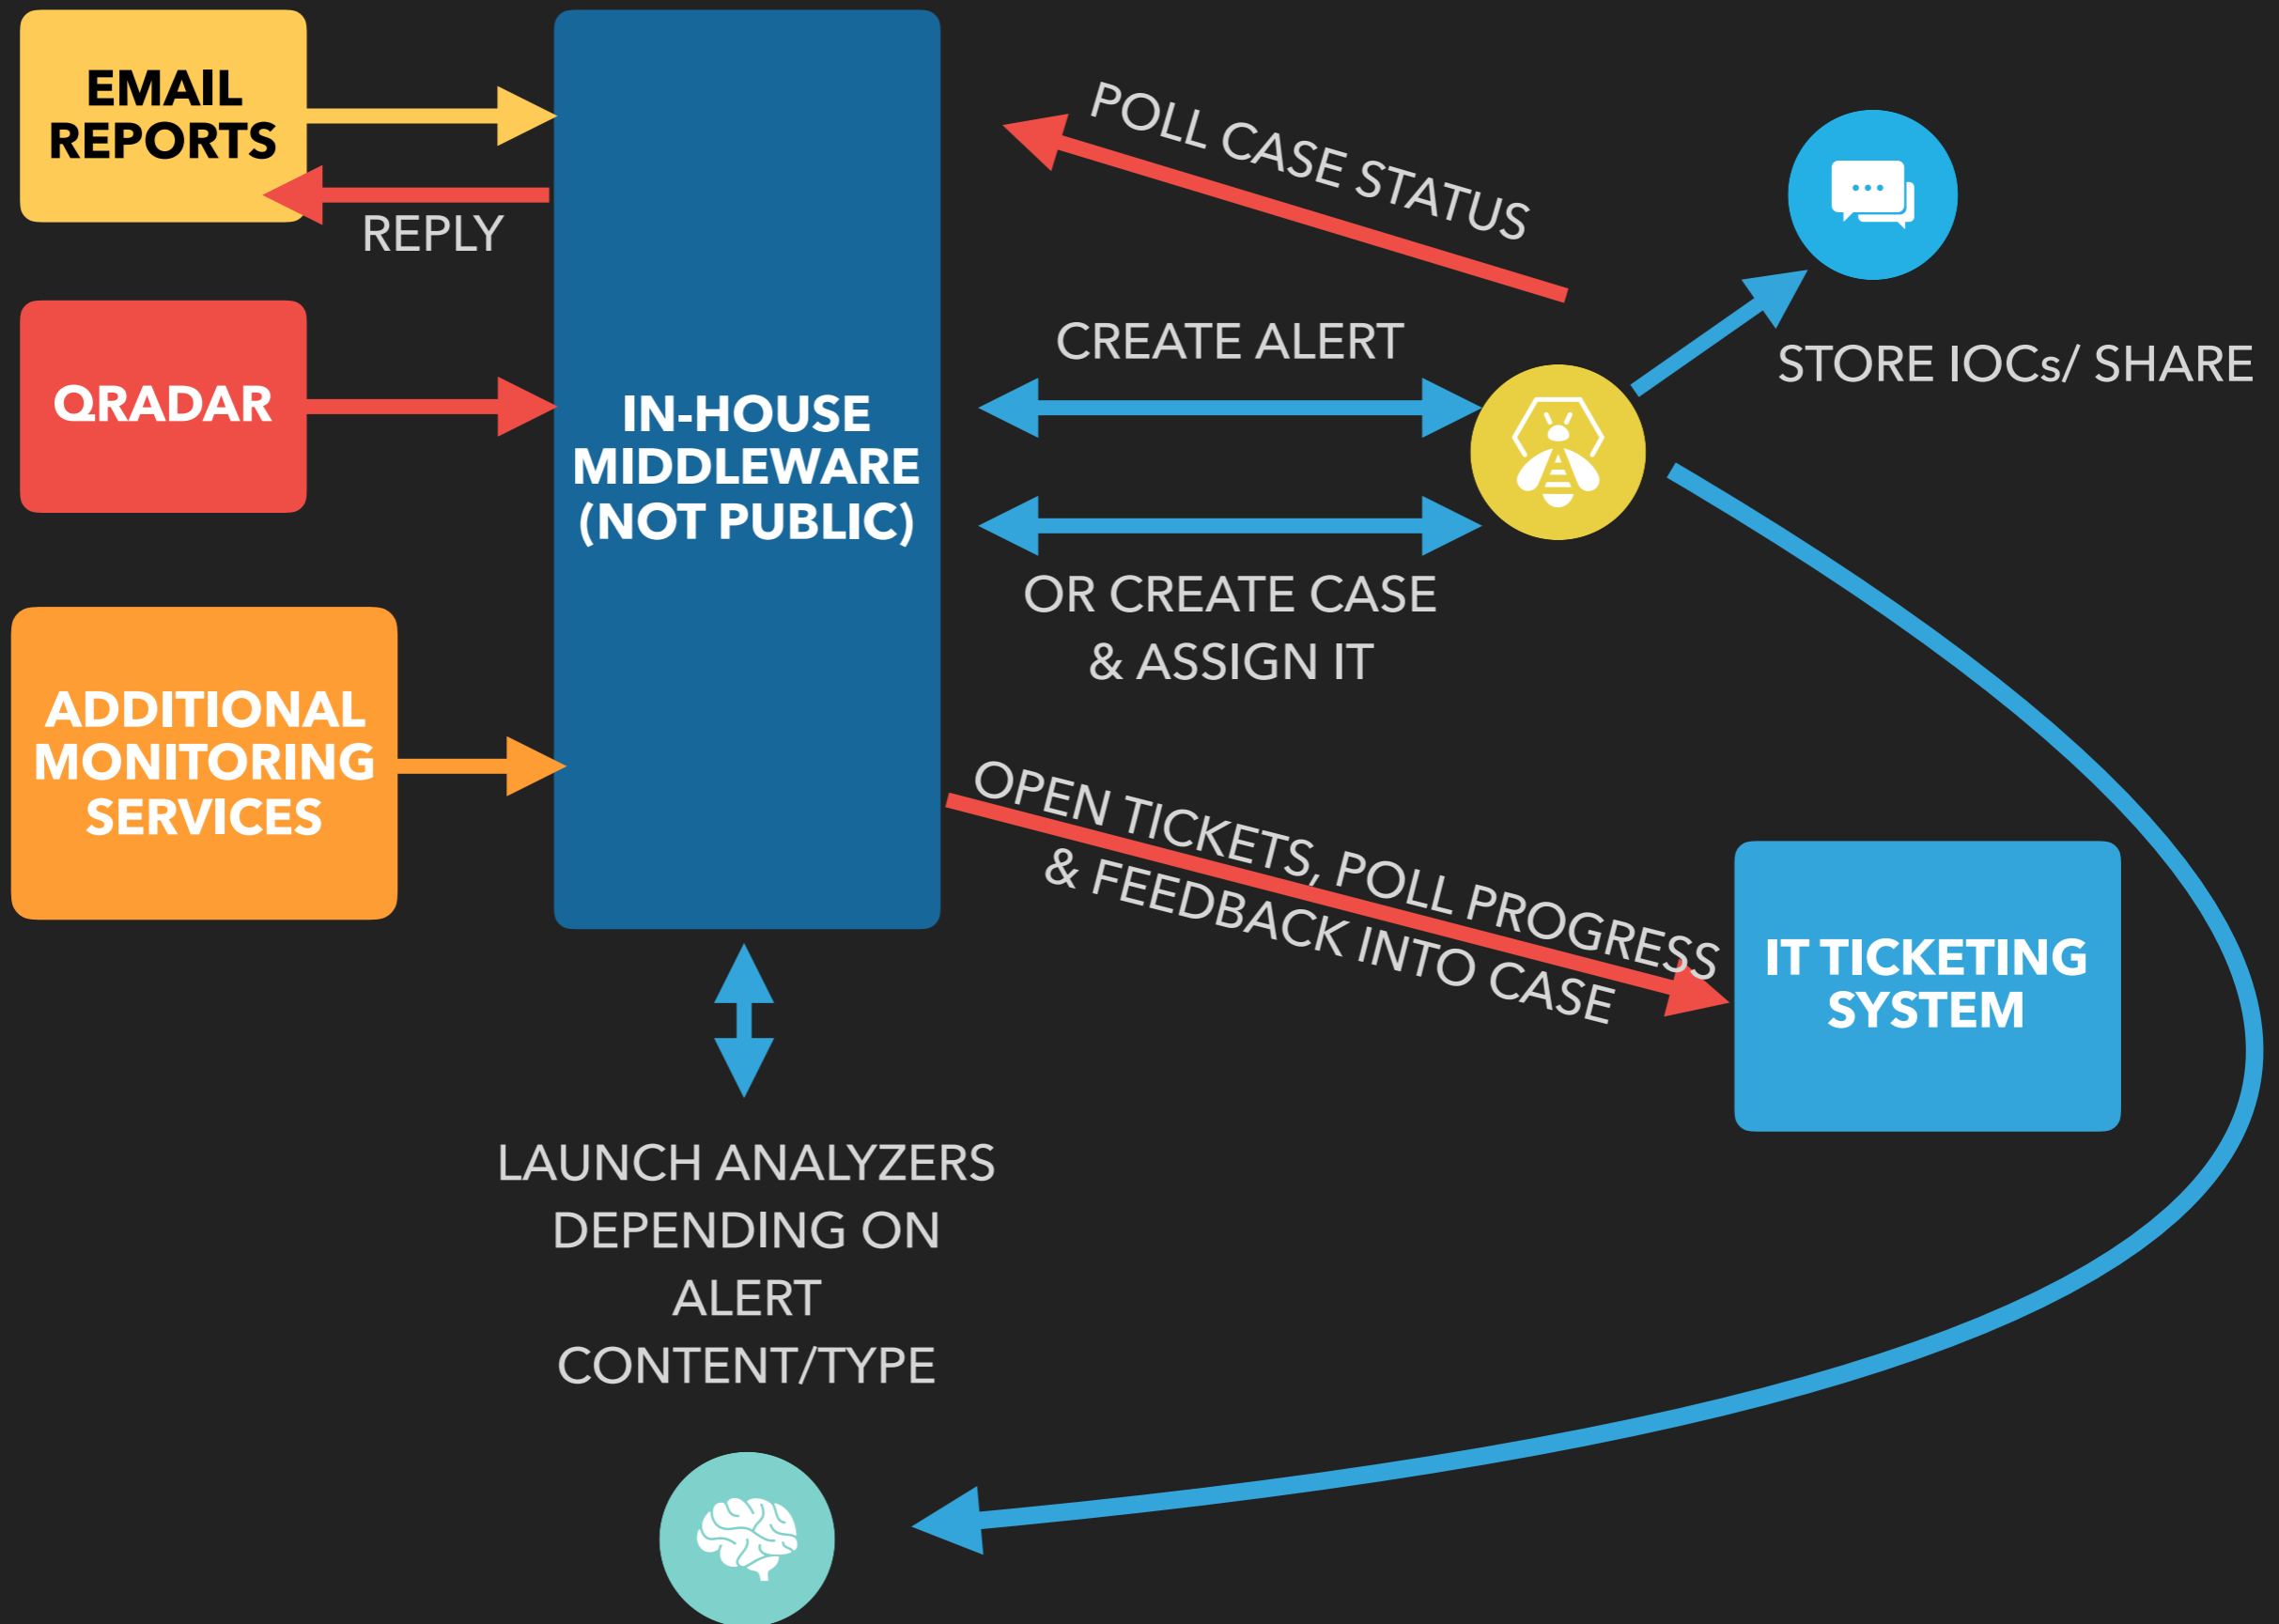 EMAIL
REPORTS
REPLY
QRADAR
ADDITIONAL
MONITORING
SERVICES
IN-HOUSE
MIDDLEWARE
(NOT PUBLIC)
POLL CASE STATUS
CREATE ALERT
OR CREATE CASE
& ASSIGN IT
STORE IOCs/ SHARE
OPEN TICKETS, POLL PROGRESS
& FEEDBACK INTO CASE
IT TICKETING
SYSTEM
LAUNCH ANALYZERS
DEPENDING ON
ALERT
CONTENT/TYPE